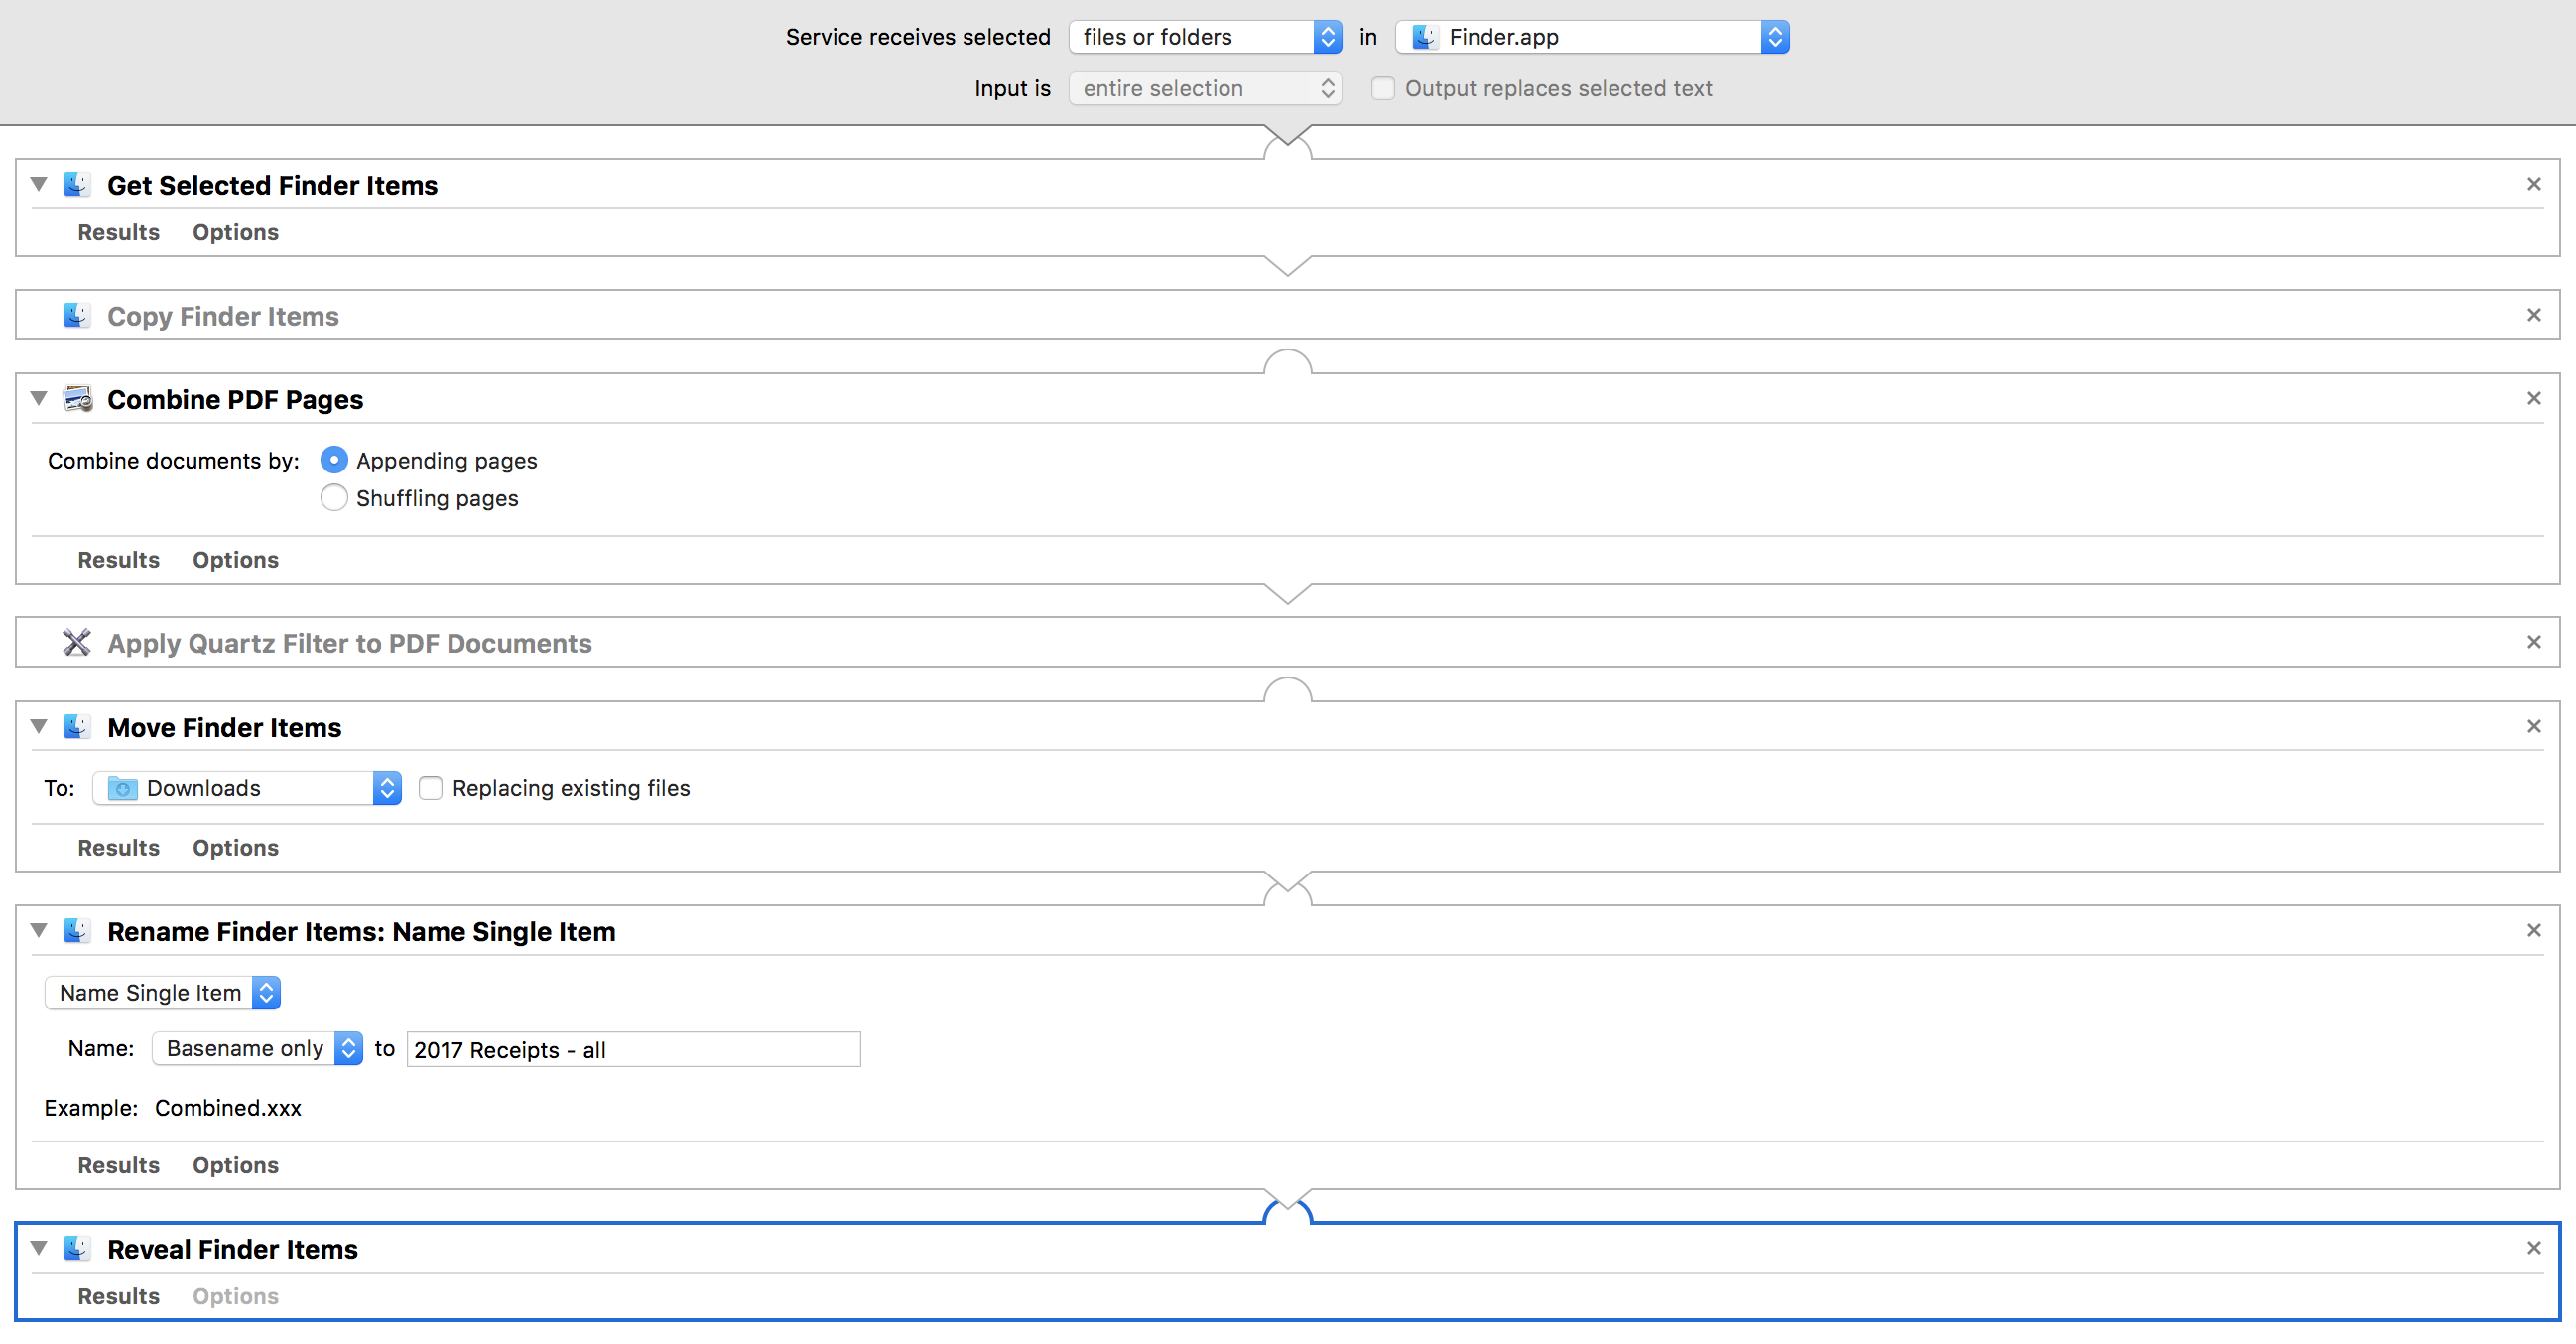 Service receives selected files or folders in Finder.app
Input is entire selection Output replaces selected text
Get Selected Finder Items
Results Options
Copy Finder Items
Combine PDF Pages
Combine documents by: Appending pages
Shuffling pages
Results Options
Apply Quartz Filter to PDF Documents
Move Finder Items
To: Downloads Replacing existing files
Results Options
Rename Finder Items: Name Single Item
Name Single Item
Name: Basename only to 2017 Receipts - all
Example: Combined.xxx
Results Options
Reveal Finder Items
Results Options